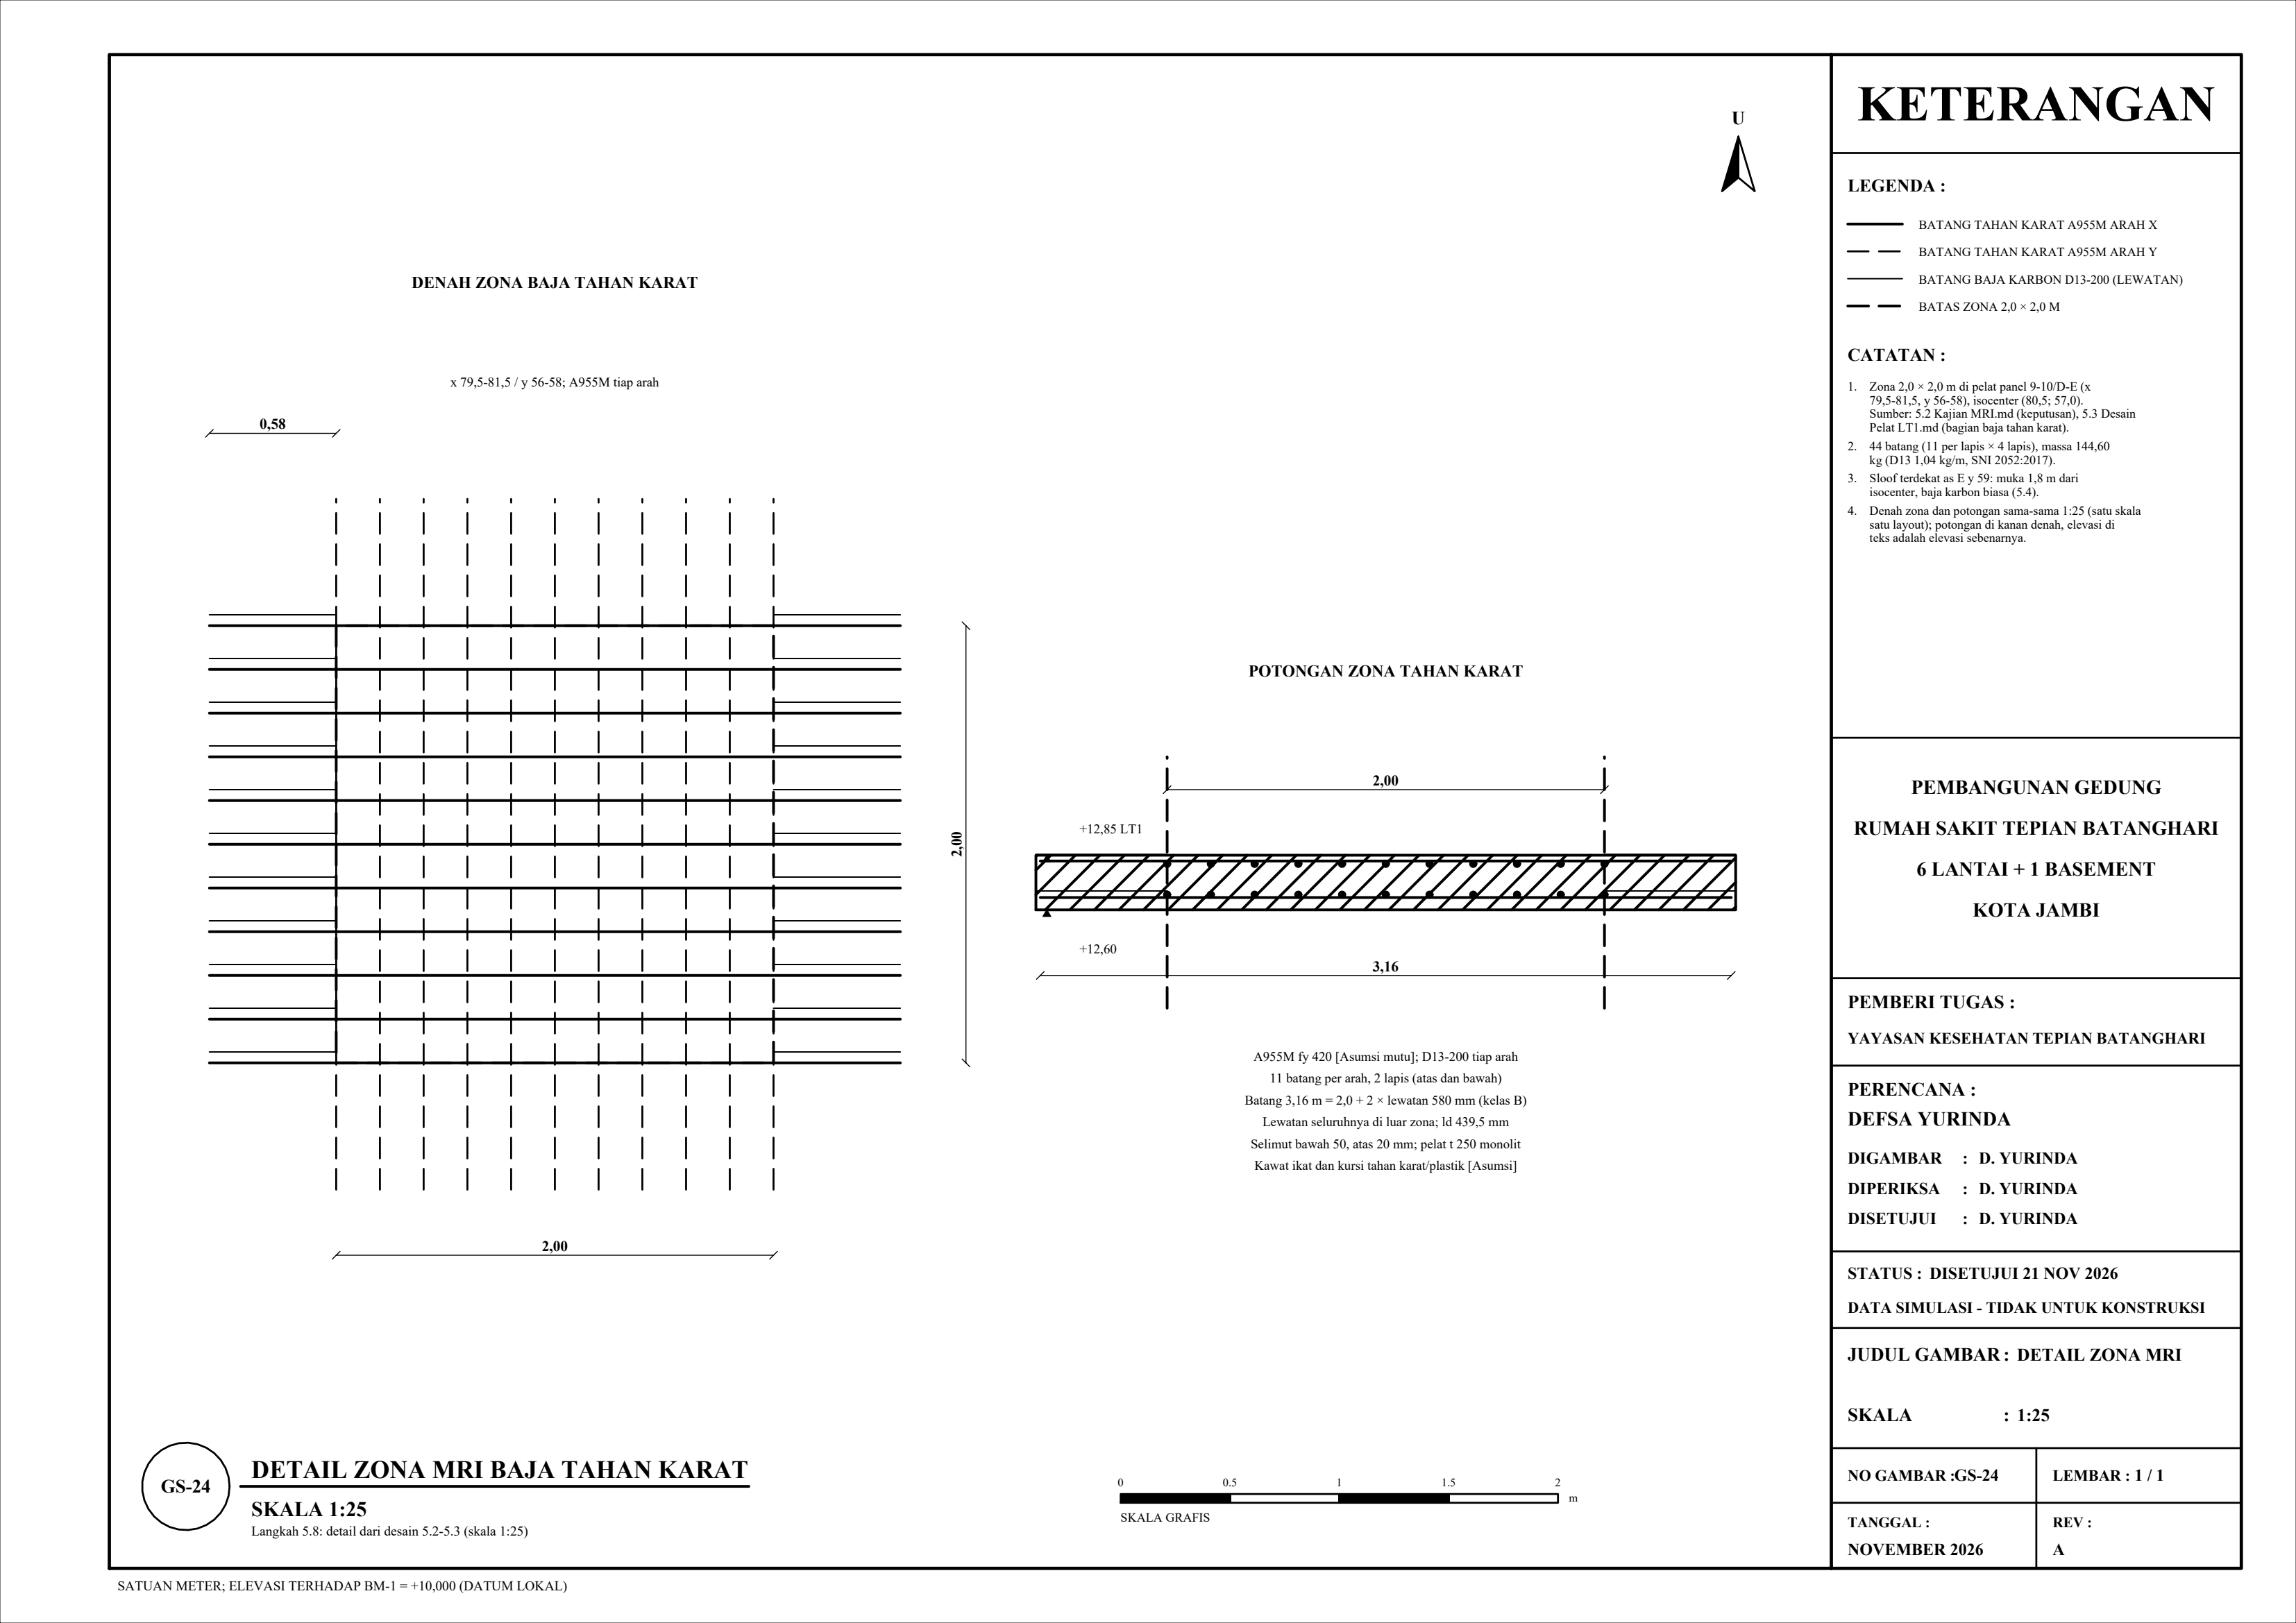 U
DENAH ZONA BAJA TAHAN KARAT
x 79,5-81,5 / y 56-58; A955M tiap arah
0,58
2,00
2,00
POTONGAN ZONA TAHAN KARAT
2,00
+12,85 LT1
+12,60
3,16
A955M fy 420 [Asumsi mutu]; D13-200 tiap arah
11 batang per arah, 2 lapis (atas dan bawah)
Batang 3,16 m = 2,0 + 2 × lewatan 580 mm (kelas B)
Lewatan seluruhnya di luar zona; ld 439,5 mm
Selimut bawah 50, atas 20 mm; pelat t 250 monolit
Kawat ikat dan kursi tahan karat/plastik [Asumsi]
GS-24
DETAIL ZONA MRI BAJA TAHAN KARAT
SKALA 1:25
Langkah 5.8: detail dari desain 5.2-5.3 (skala 1:25)
0 0.5 1 1.5 2
m
SKALA GRAFIS
SATUAN METER; ELEVASI TERHADAP BM-1 = +10,000 (DATUM LOKAL)
KETERANGAN
LEGENDA :
BATANG TAHAN KARAT A955M ARAH X
BATANG TAHAN KARAT A955M ARAH Y
BATANG BAJA KARBON D13-200 (LEWATAN)
BATAS ZONA 2,0 × 2,0 M
CATATAN :
1. Zona 2,0 × 2,0 m di pelat panel 9-10/D-E (x
79,5-81,5, y 56-58), isocenter (80,5; 57,0).
Sumber: 5.2 Kajian MRI.md (keputusan), 5.3 Desain
Pelat LT1.md (bagian baja tahan karat).
2. 44 batang (11 per lapis × 4 lapis), massa 144,60
kg (D13 1,04 kg/m, SNI 2052:2017).
3. Sloof terdekat as E y 59: muka 1,8 m dari
isocenter, baja karbon biasa (5.4).
4. Denah zona dan potongan sama-sama 1:25 (satu skala
satu layout); potongan di kanan denah, elevasi di
teks adalah elevasi sebenarnya.
PEMBANGUNAN GEDUNG
RUMAH SAKIT TEPIAN BATANGHARI
6 LANTAI + 1 BASEMENT
KOTA JAMBI
PEMBERI TUGAS :
YAYASAN KESEHATAN TEPIAN BATANGHARI
PERENCANA :
DEFSA YURINDA
DIGAMBAR : D. YURINDA
DIPERIKSA : D. YURINDA
DISETUJUI : D. YURINDA
STATUS : DISETUJUI 21 NOV 2026
DATA SIMULASI - TIDAK UNTUK KONSTRUKSI
JUDUL GAMBAR : DETAIL ZONA MRI
SKALA : 1:25
NO GAMBAR :GS-24
LEMBAR : 1 / 1
TANGGAL :
NOVEMBER 2026
REV :
A